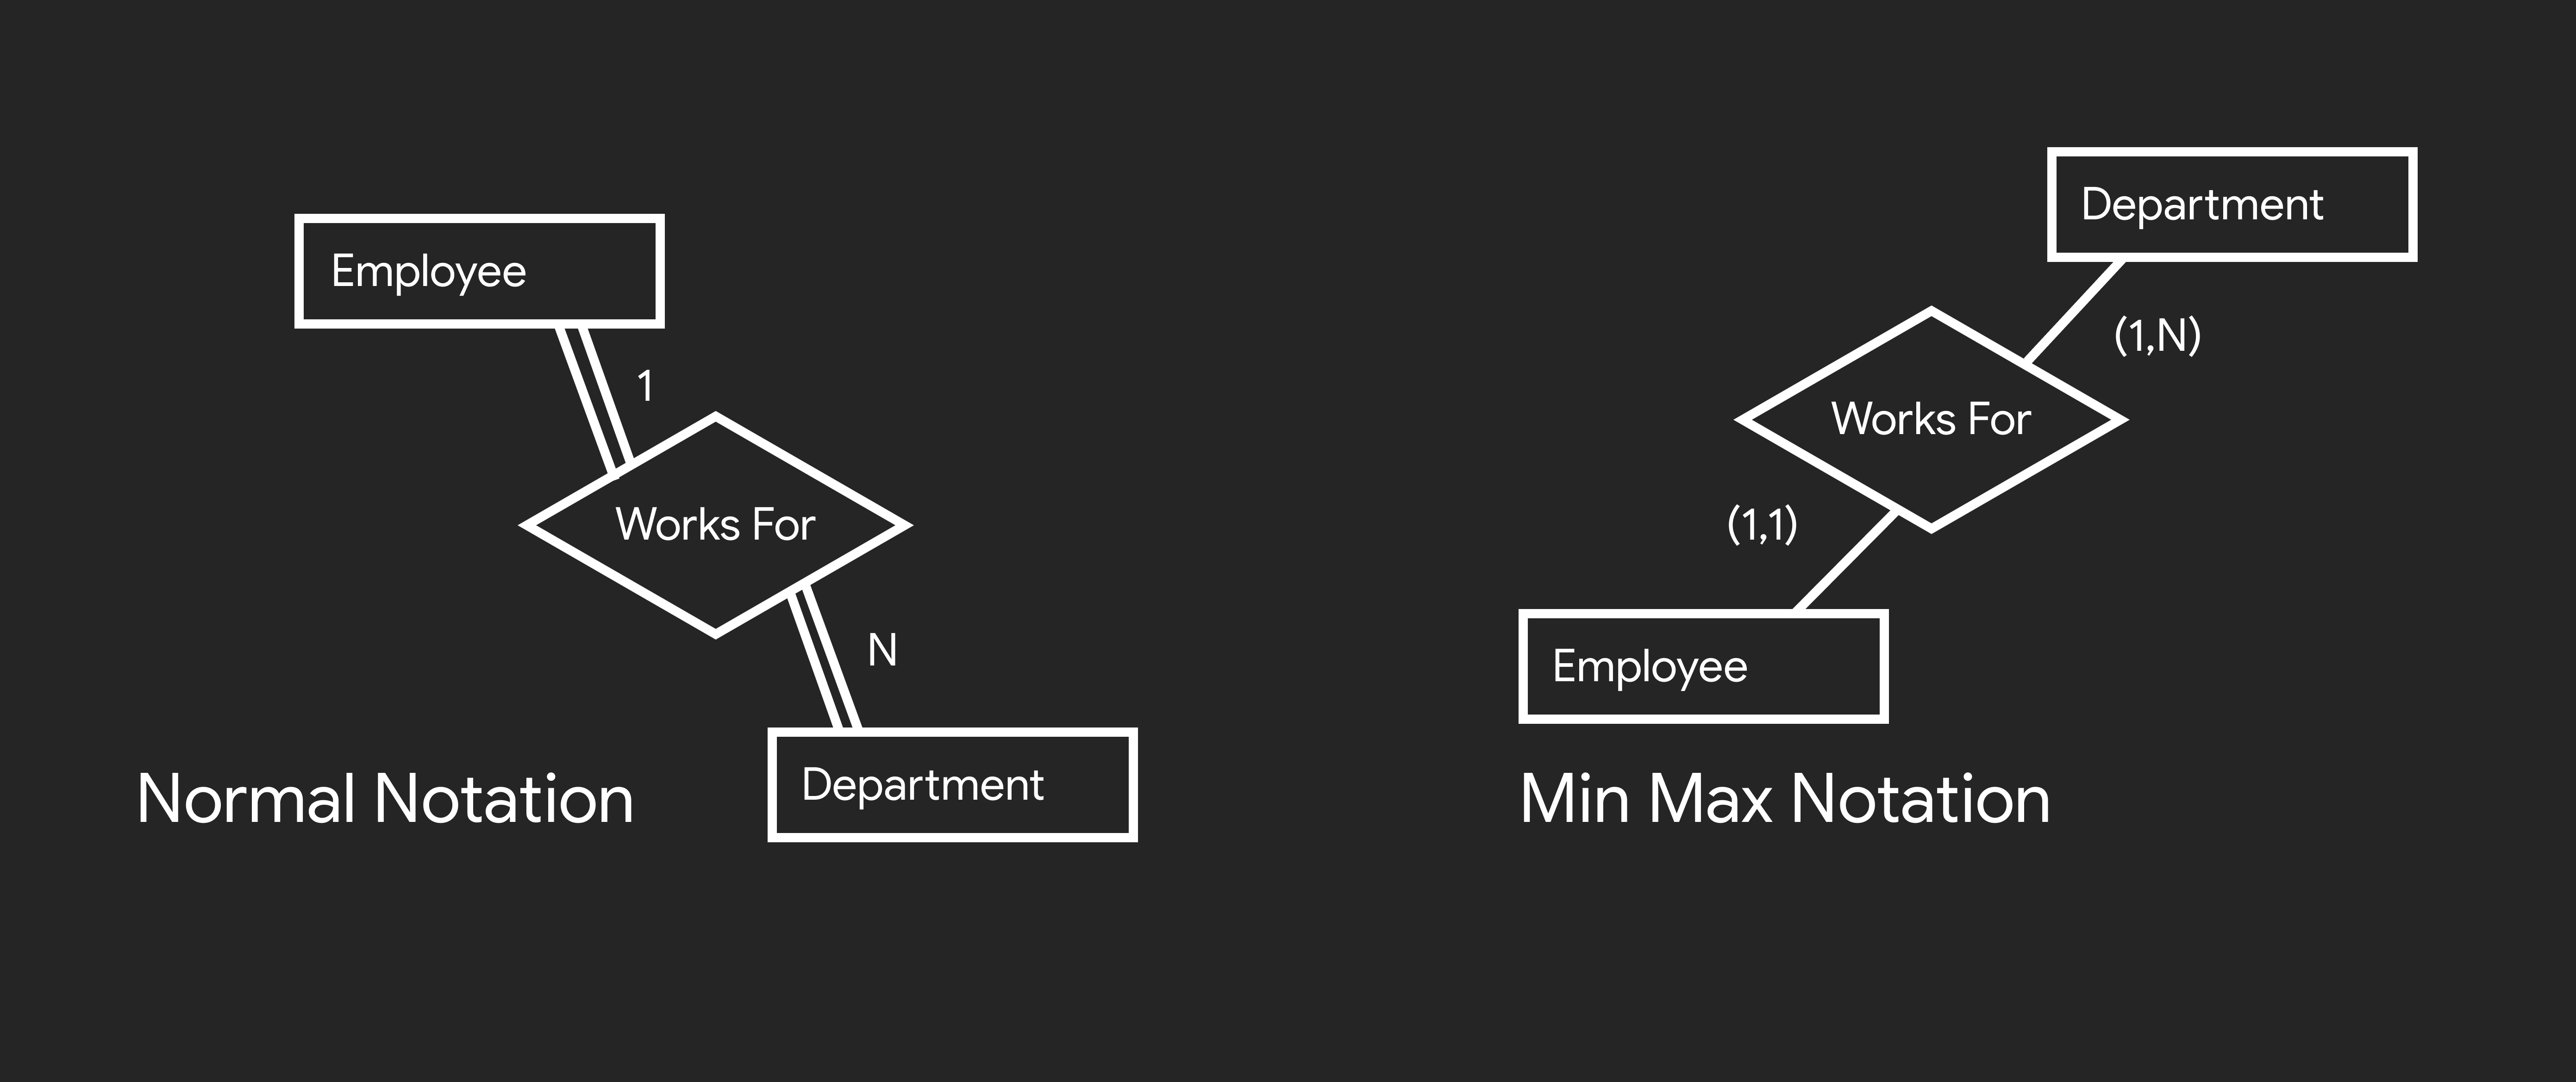 Employee
1
Works For
N
Department
Normal Notation
Department
(1,N)
Works For
(1,1)
Employee
Min Max Notation